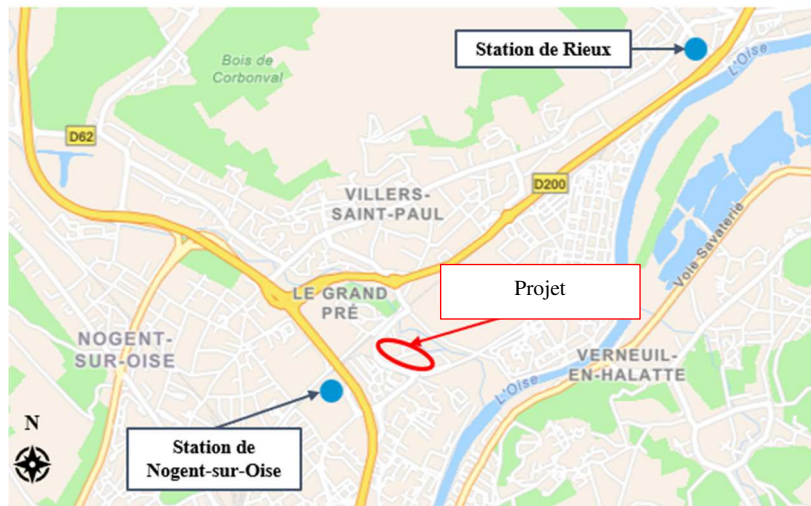 Station de Rieux
L'Oise
Bois de
Corbonval
D62
D200
VILLERS-
SAINT-PAUL
Voie Savaterie
Projet
LE GRAND
PRÉ
NOGENT-
SUR-OISE
VERNEUIL-
EN-HALATTE
L'Oise
N
Station de
Nogent-sur-Oise